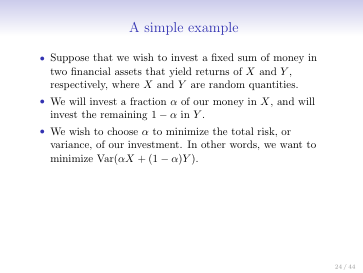 A simple example
• Suppose that we wish to invest a fixed sum of money in
two financial assets that yield returns of X and Y,
respectively, where X and Y are random quantities.
• We will invest a fraction α of our money in X, and will
invest the remaining 1 − α in Y.
• We wish to choose α to minimize the total risk, or
variance, of our investment. In other words, we want to
minimize Var(αX + (1 − α)Y).
24 / 44